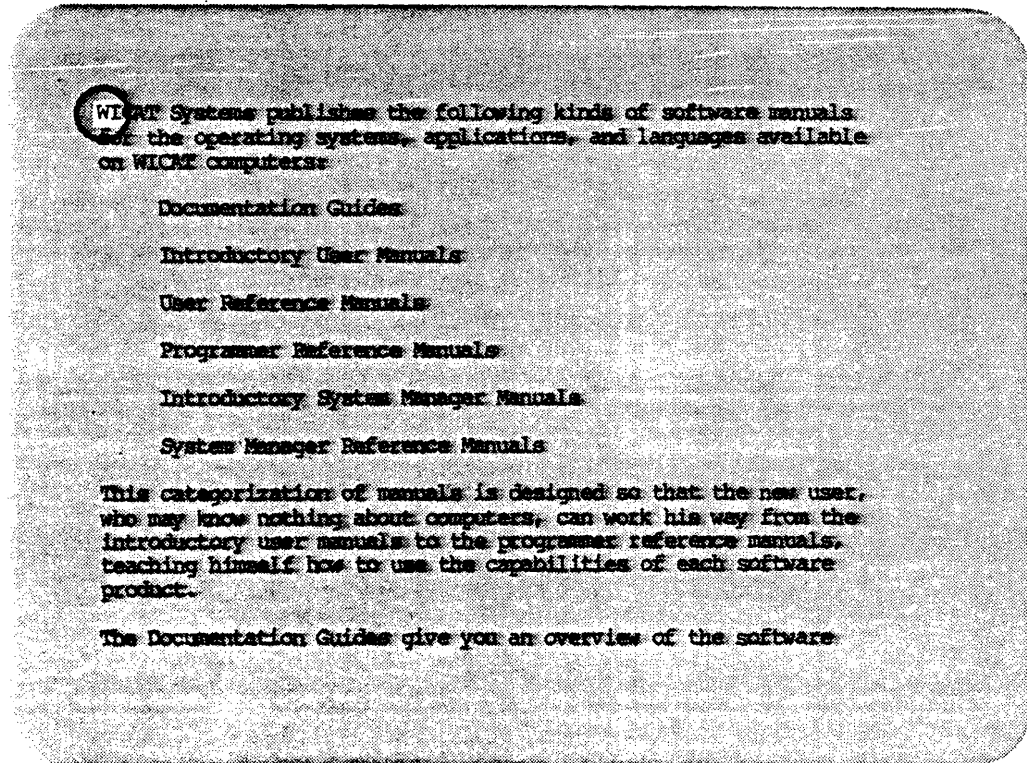 WICAT Systems publishes the following kinds of software manuals
for the operating systems, applications, and languages available
on WICAT computers:
Documentation Guides
Introductory User Manuals
User Reference Manuals
Programmer Reference Manuals
Introductory System Manager Manuals
System Manager Reference Manuals
This categorization of manuals is designed so that the new user,
who may know nothing about computers, can work his way from the
introductory user manuals to the programmer reference manuals,
teaching himself how to use the capabilities of each software
product.
The Documentation Guides give you an overview of the software